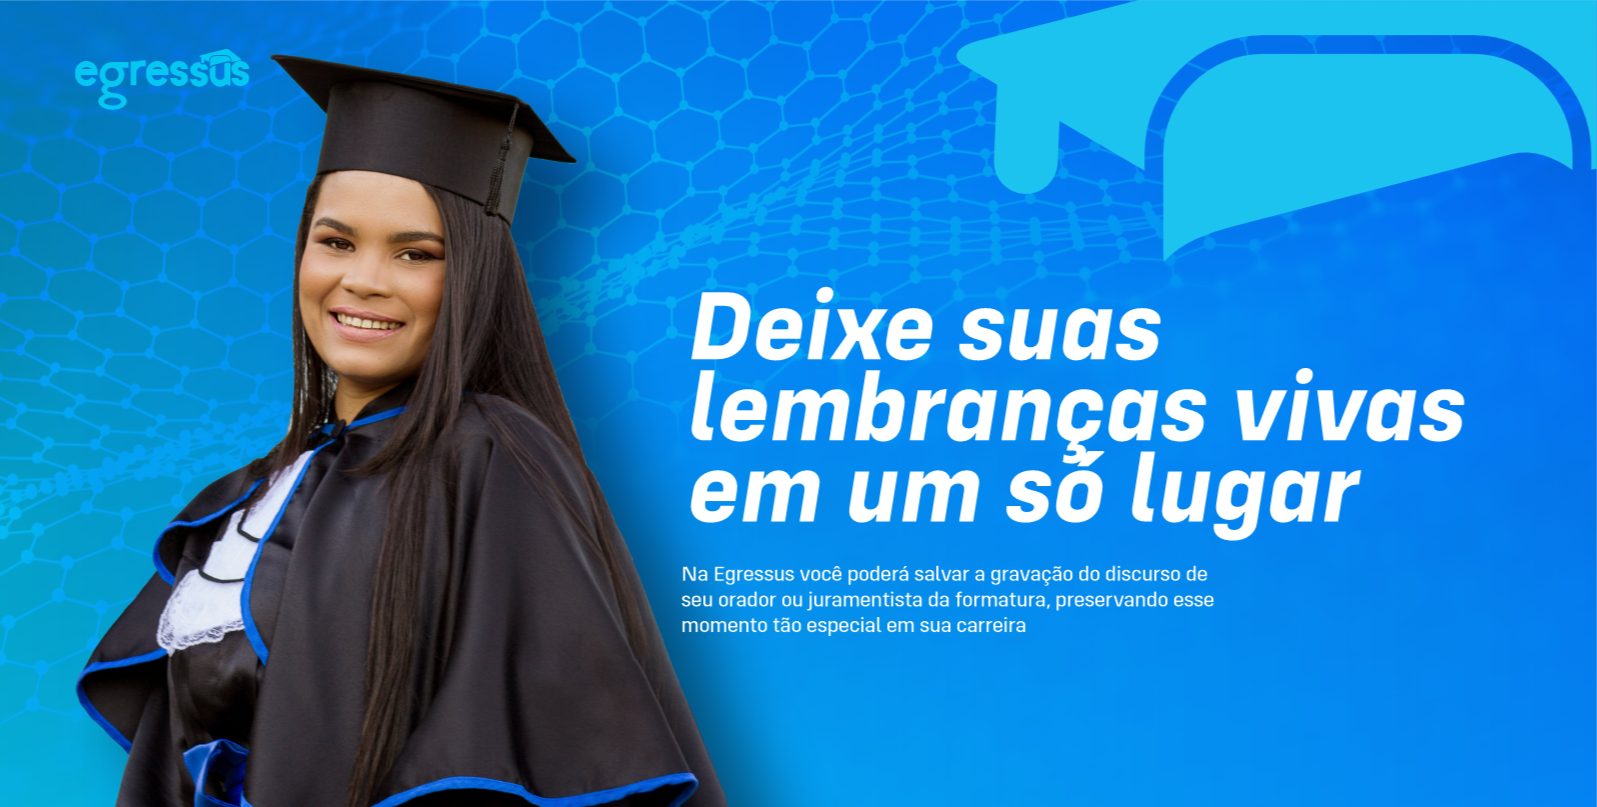 egressus
Deixe suas
lembranças vivas
em um só lugar
Na Egressus você poderá salvar a gravação do discurso de
seu orador ou juramentista da formatura, preservando esse
momento tão especial em sua carreira